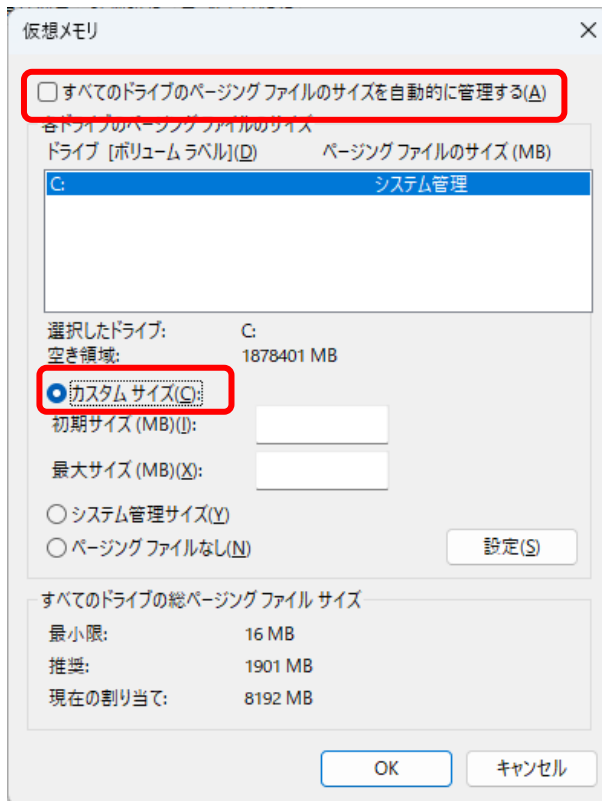 仮想メモリ
すべてのドライブのページング ファイルのサイズを自動的に管理する(A)
各ドライブのページング ファイルのサイズ
ドライブ [ボリューム ラベル](D) ページング ファイルのサイズ (MB)
C: システム管理
選択したドライブ: C:
空き領域: 1878401 MB
カスタム サイズ(C):
初期サイズ (MB)(I):
最大サイズ (MB)(X):
システム管理サイズ(Y)
ページング ファイルなし(N) 設定(S)
すべてのドライブの総ページング ファイル サイズ
最小限: 16 MB
推奨: 1901 MB
現在の割り当て: 8192 MB
OK キャンセル